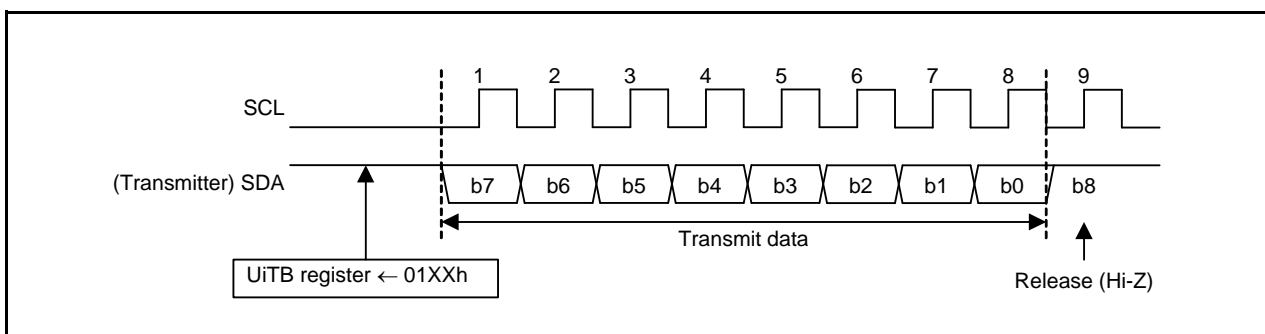 1 2 3 4 5 6 7 8 9
SCL
(Transmitter) SDA
b7 b6 b5 b4 b3 b2 b1 b0 b8
Transmit data
UiTB register ← 01XXh
Release (Hi-Z)